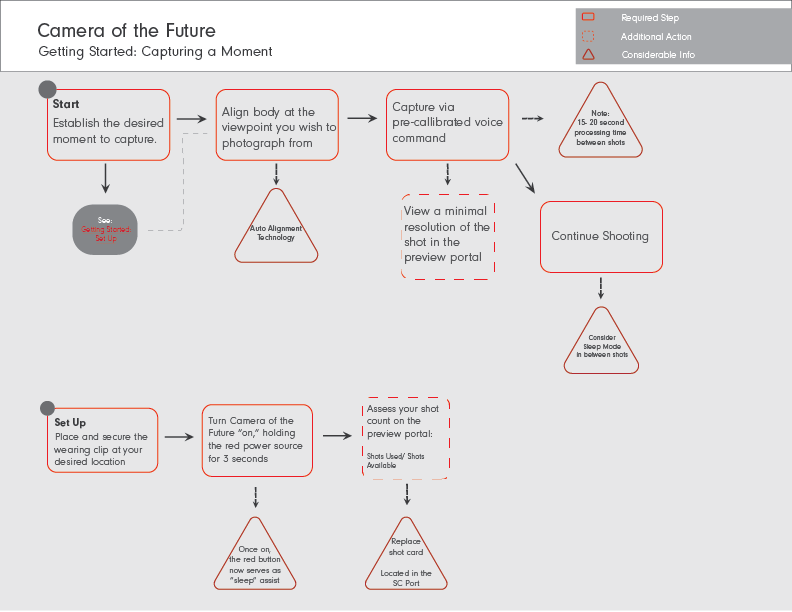 Camera of the Future
Getting Started: Capturing a Moment
Required Step
Additional Action
Considerable Info
Start
Establish the desired
moment to capture.
Align body at the
viewpoint you wish to
photograph from
Capture via
pre-callibrated voice
command
Note:
15- 20 second
processing time
between shots
See:
Getting Started:
Set Up
Auto Alignment
Technology
View a minimal
resolution of the
shot in the
preview portal
Continue Shooting
Consider
Sleep Mode
in between shots
Set Up
Place and secure the
wearing clip at your
desired location
Turn Camera of the
Future “on,” holding
the red power source
for 3 seconds
Assess your shot
count on the
preview portal:
Shots Used/ Shots
Available
Once on,
the red button
now serves as
“sleep” assist
Replace
shot card
Located in the
SC Port